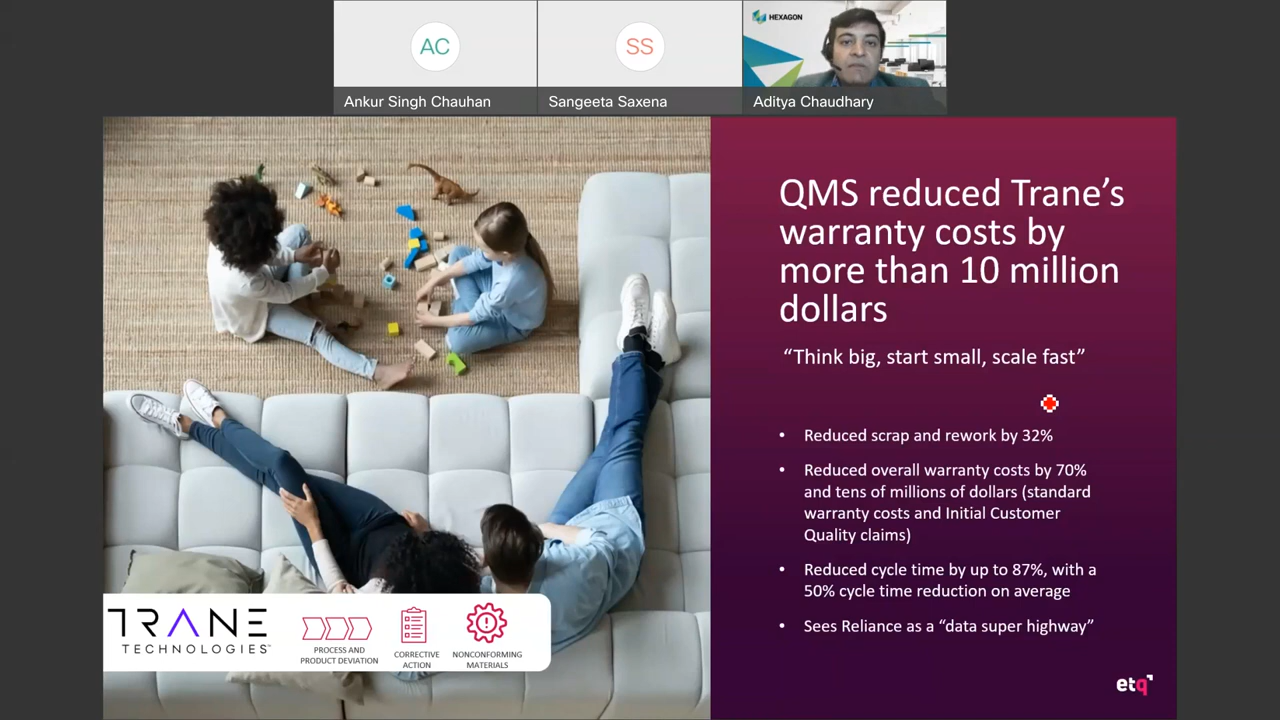 AC
SS
HEXAGON
Ankur Singh Chauhan
Sangeeta Saxena
Aditya Chaudhary
QMS reduced Trane’s
warranty costs by
more than 10 million
dollars
“Think big, start small, scale fast”
• Reduced scrap and rework by 32%
• Reduced overall warranty costs by 70%
and tens of millions of dollars (standard
warranty costs and Initial Customer
Quality claims)
• Reduced cycle time by up to 87%, with a
50% cycle time reduction on average
• Sees Reliance as a “data super highway”
TRANE
TECHNOLOGIES™
PROCESS AND
PRODUCT DEVIATION
CORRECTIVE
ACTION
NONCONFORMING
MATERIALS
etq